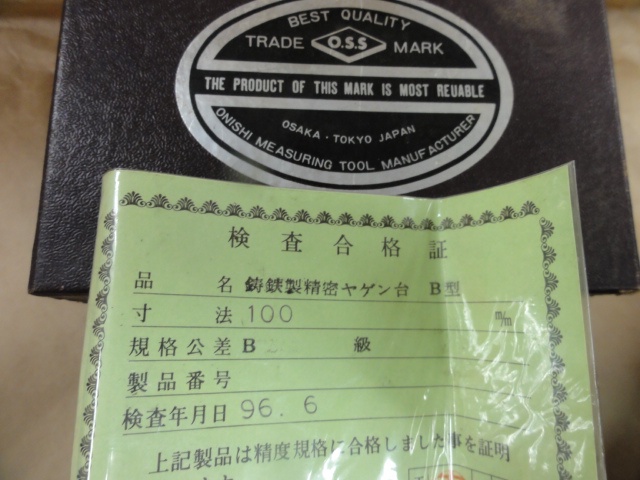 BEST QUALITY
TRADE O.S.S MARK
THE PRODUCT OF THIS MARK IS MOST REUABLE
OSAKA · TOKYO JAPAN
ONISHI MEASURING TOOL MANUFACTURER
検査合格証
品名 鋳鉄製精密ヤゲン台 B型
寸法 100 m/m
規格公差 B 級
製品番号
検査年月日 96.6
上記製品は精度規格に合格しました事を証明